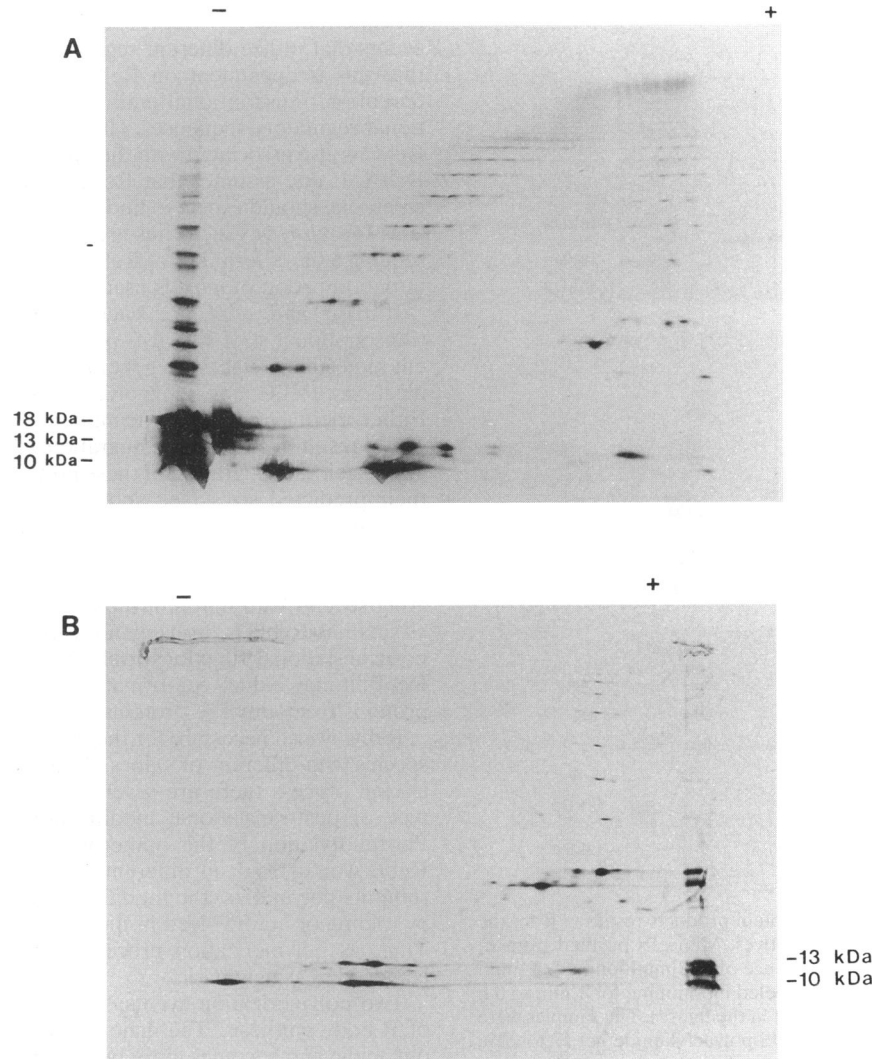 − +
A
-
18 kDa–
13 kDa–
10 kDa–
− +
B
–13 kDa
–10 kDa